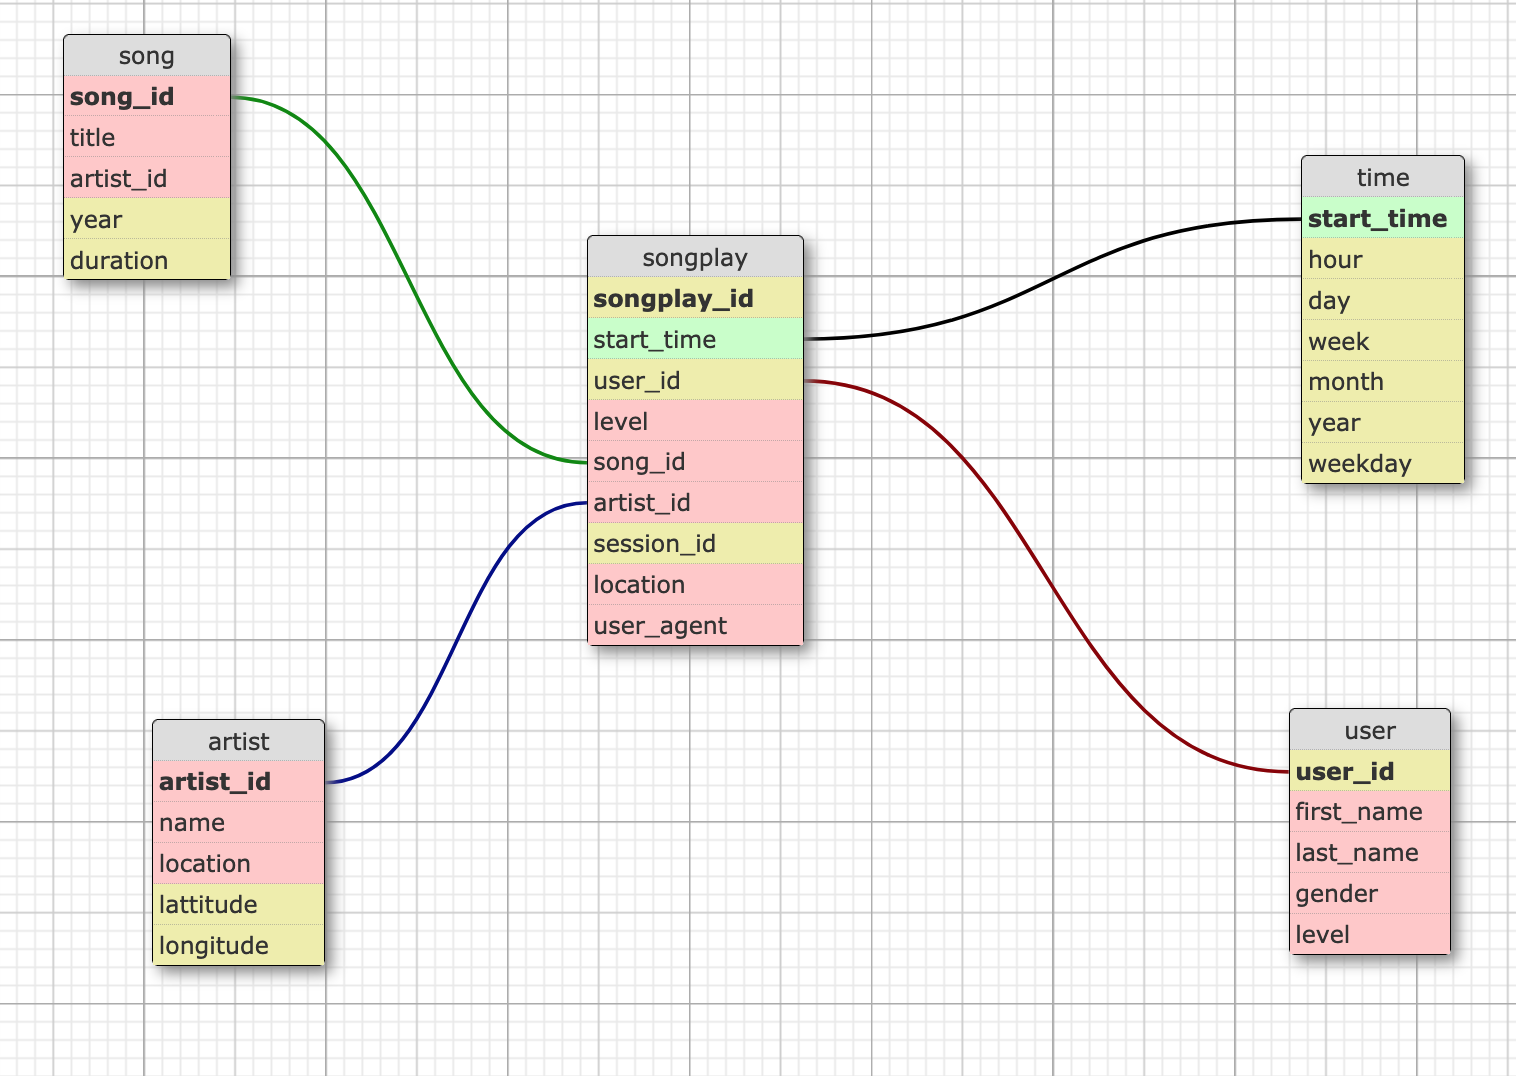 song
song_id
title
artist_id
year
duration
songplay
songplay_id
start_time
user_id
level
song_id
artist_id
session_id
location
user_agent
time
start_time
hour
day
week
month
year
weekday
artist
artist_id
name
location
lattitude
longitude
user
user_id
first_name
last_name
gender
level